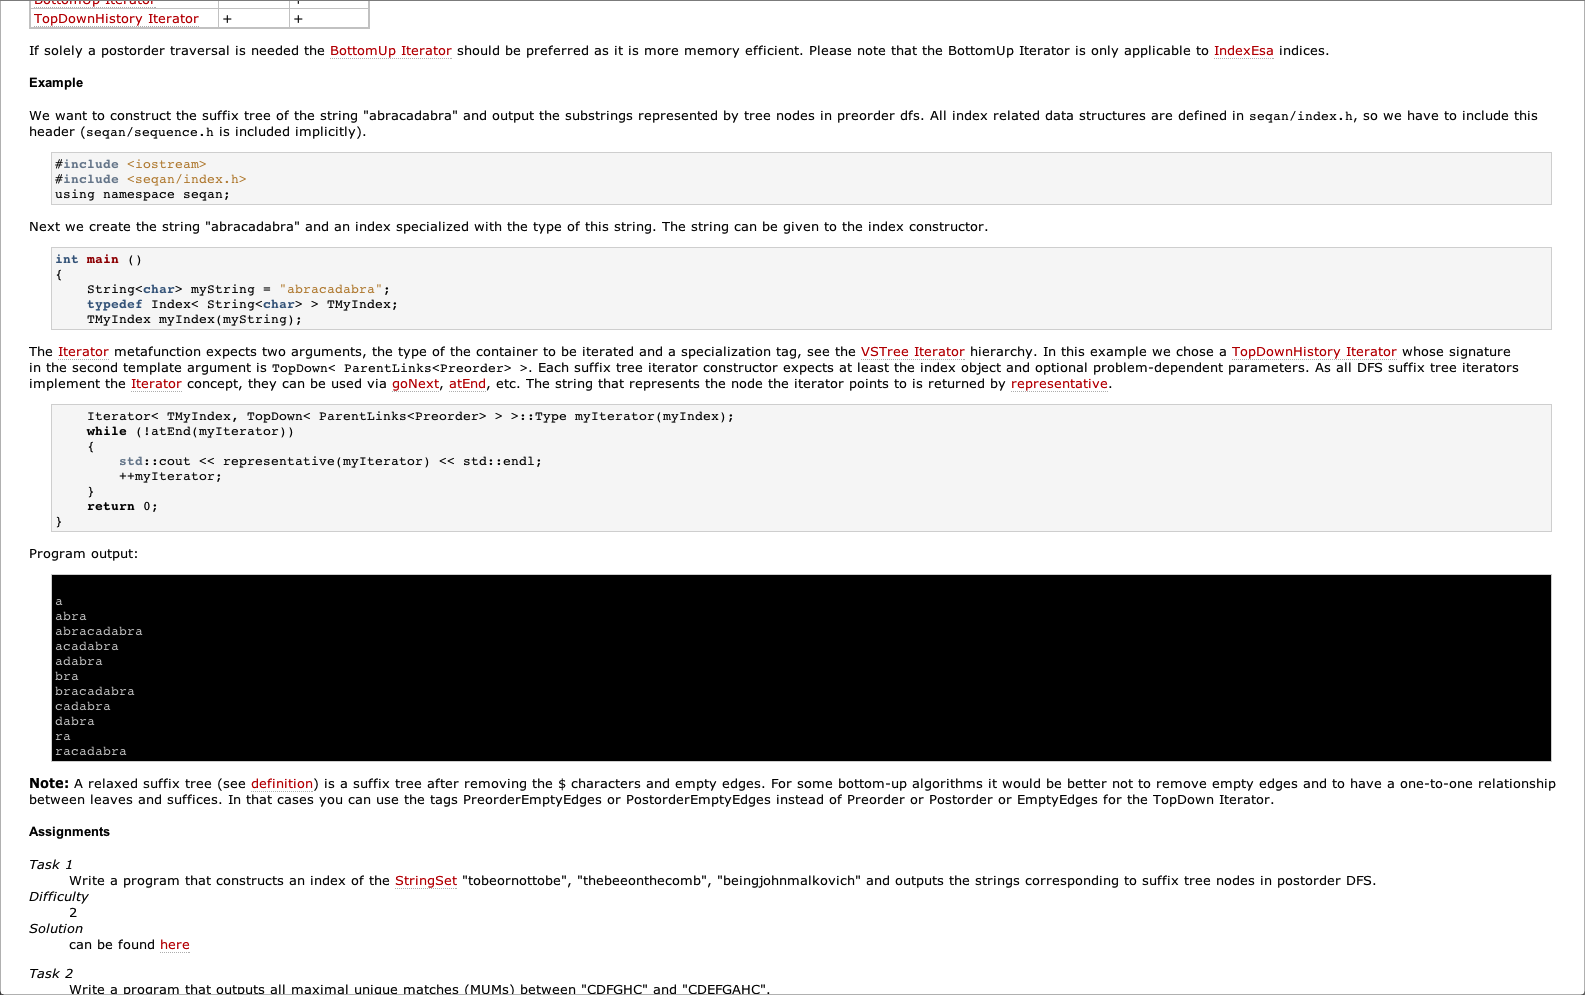 BottomUp Iterator +
TopDownHistory Iterator + +
If solely a postorder traversal is needed the BottomUp Iterator should be preferred as it is more memory efficient. Please note that the BottomUp Iterator is only applicable to IndexEsa indices.
Example
We want to construct the suffix tree of the string "abracadabra" and output the substrings represented by tree nodes in preorder dfs. All index related data structures are defined in seqan/index.h, so we have to include this
header (seqan/sequence.h is included implicitly).
#include <iostream>
#include <seqan/index.h>
using namespace seqan;
Next we create the string "abracadabra" and an index specialized with the type of this string. The string can be given to the index constructor.
int main ()
{
    String<char> myString = "abracadabra";
    typedef Index< String<char> > TMyIndex;
    TMyIndex myIndex(myString);
The Iterator metafunction expects two arguments, the type of the container to be iterated and a specialization tag, see the VSTree Iterator hierarchy. In this example we chose a TopDownHistory Iterator whose signature
in the second template argument is TopDown< ParentLinks<Preorder> >. Each suffix tree iterator constructor expects at least the index object and optional problem-dependent parameters. As all DFS suffix tree iterators
implement the Iterator concept, they can be used via goNext, atEnd, etc. The string that represents the node the iterator points to is returned by representative.
    Iterator< TMyIndex, TopDown< ParentLinks<Preorder> > >::Type myIterator(myIndex);
    while (!atEnd(myIterator))
    {
        std::cout << representative(myIterator) << std::endl;
        ++myIterator;
    }
    return 0;
}
Program output:
a
abra
abracadabra
acadabra
adabra
bra
bracadabra
cadabra
dabra
ra
racadabra
Note: A relaxed suffix tree (see definition) is a suffix tree after removing the $ characters and empty edges. For some bottom-up algorithms it would be better not to remove empty edges and to have a one-to-one relationship
between leaves and suffices. In that cases you can use the tags PreorderEmptyEdges or PostorderEmptyEdges instead of Preorder or Postorder or EmptyEdges for the TopDown Iterator.
Assignments
Task 1
Write a program that constructs an index of the StringSet "tobeornottobe", "thebeeonthecomb", "beingjohnmalkovich" and outputs the strings corresponding to suffix tree nodes in postorder DFS.
Difficulty
2
Solution
can be found here
Task 2
Write a program that outputs all maximal unique matches (MUMs) between "CDFGHC" and "CDEFGAHC".